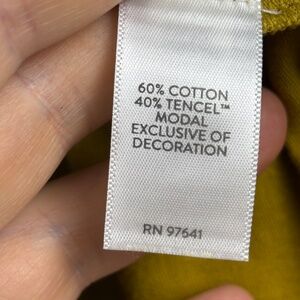 60% COTTON
40% TENCEL™
MODAL
EXCLUSIVE OF
DECORATION
RN 97641